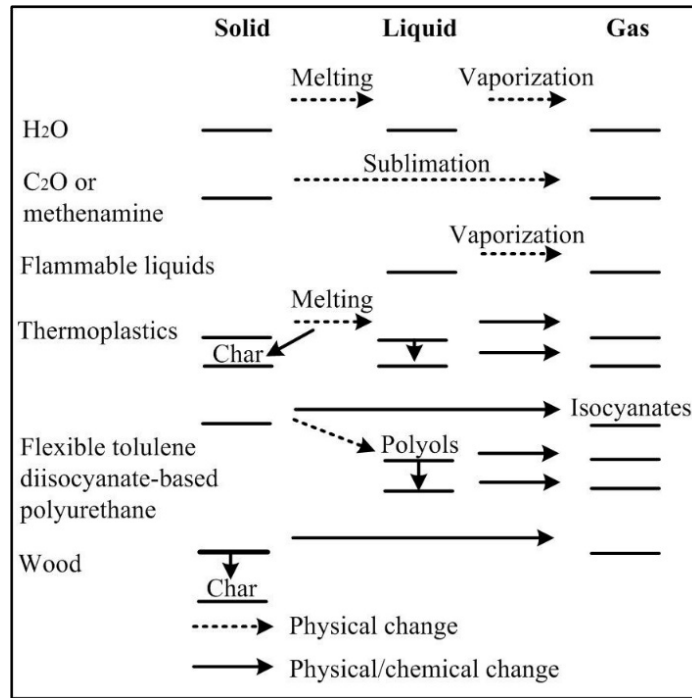 Solid Liquid Gas
Melting Vaporization
H₂O
C₂O or
methenamine
Sublimation
Vaporization
Flammable liquids
Melting
Thermoplastics
Char
Isocyanates
Flexible tolulene
diisocyanate-based
polyurethane
Polyols
Wood
Char
Physical change
Physical/chemical change